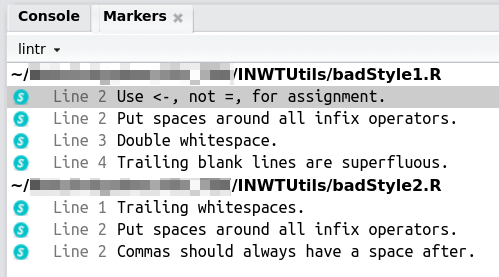 Console Markers
lintr
~/ /INWTUtils/badStyle1.R
Line 2 Use <-, not =, for assignment.
Line 2 Put spaces around all infix operators.
Line 3 Double whitespace.
Line 4 Trailing blank lines are superfluous.
~/ /INWTUtils/badStyle2.R
Line 1 Trailing whitespaces.
Line 2 Put spaces around all infix operators.
Line 2 Commas should always have a space after.